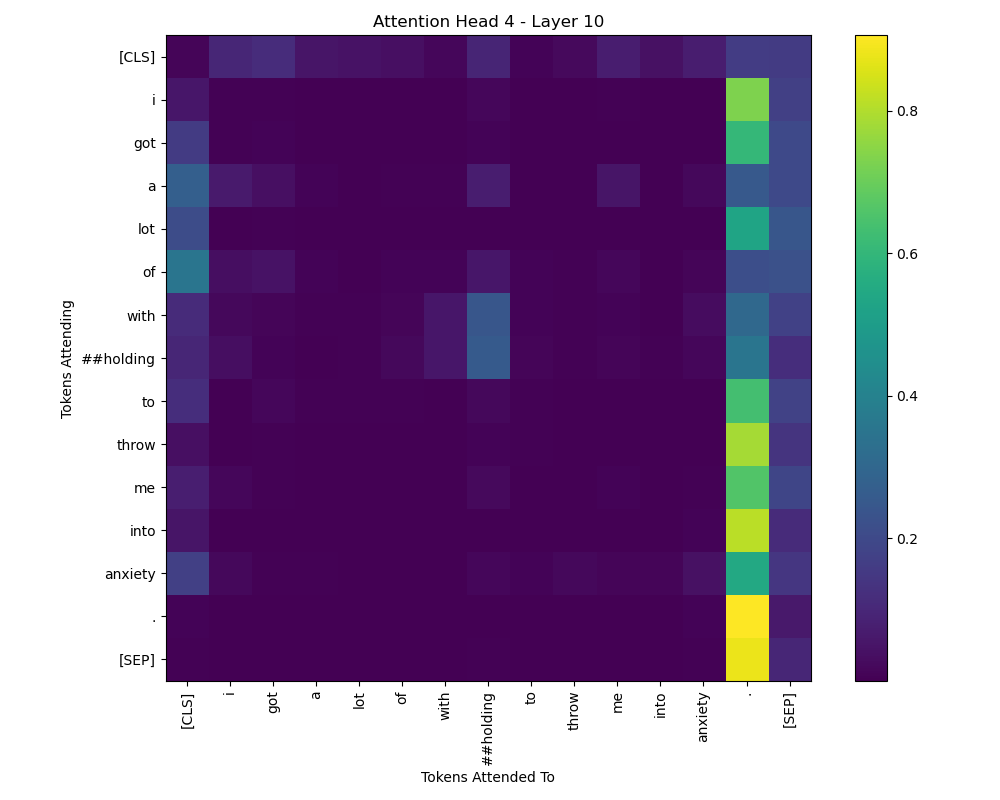 Attention Head 4 - Layer 10
Tokens Attending
[CLS]
i
got
a
lot
of
with
##holding
to
throw
me
into
anxiety
.
[SEP]
[CLS]
i
got
a
lot
of
with
##holding
to
throw
me
into
anxiety
.
[SEP]
Tokens Attended To
0.8
0.6
0.4
0.2